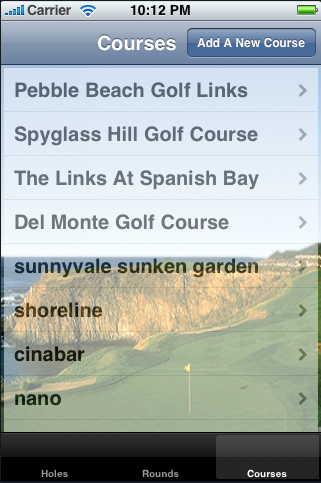 Carrier 10:12 PM
Courses Add A New Course
Pebble Beach Golf Links
Spyglass Hill Golf Course
The Links At Spanish Bay
Del Monte Golf Course
sunnyvale sunken garden
shoreline
cinabar
nano
Holes Rounds Courses